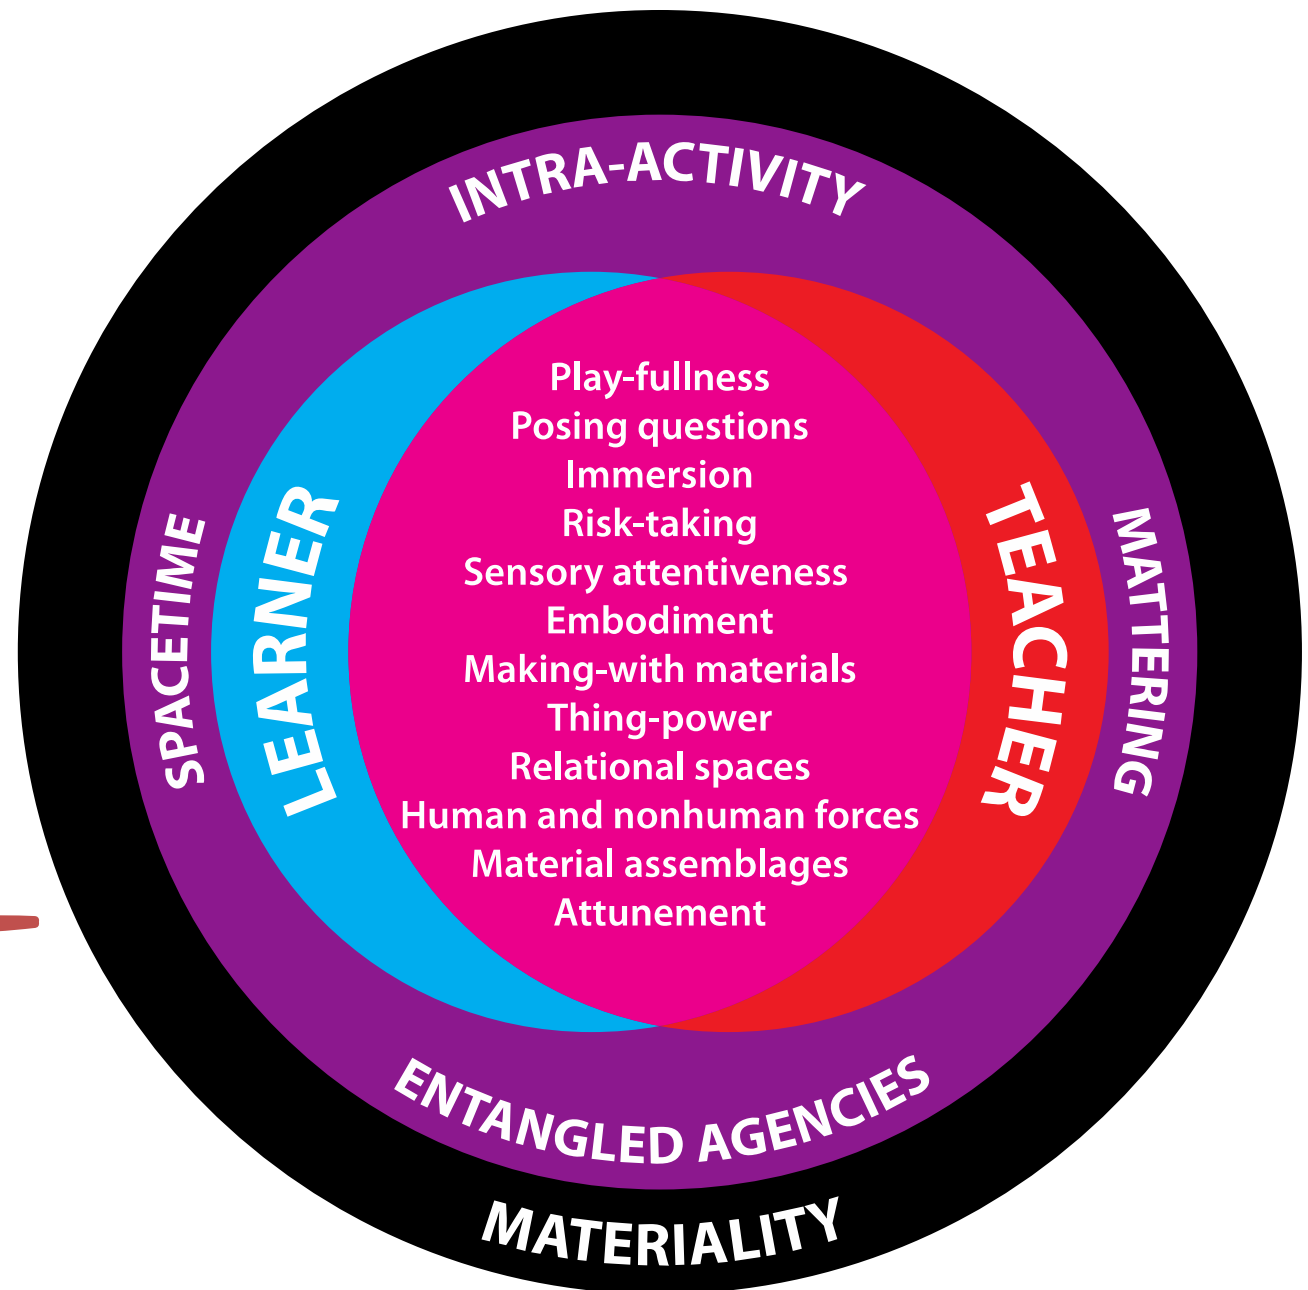 INTRA-ACTIVITY
SPACETIME
LEARNER
Play-fullness
Posing questions
Immersion
Risk-taking
Sensory attentiveness
Embodiment
Making-with materials
Thing-power
Relational spaces
Human and nonhuman forces
Material assemblages
Attunement
TEACHER
MATTERING
ENTANGLED AGENCIES
MATERIALITY